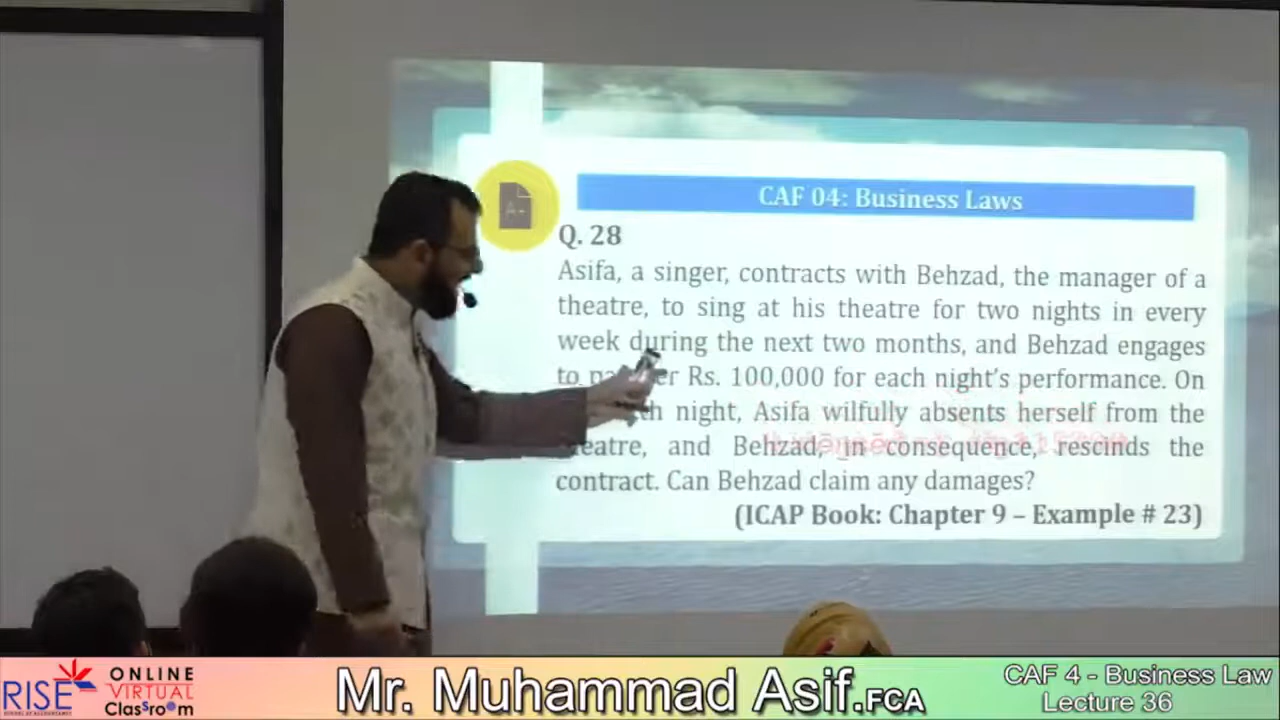 A-
CAF 04: Business Laws
Q. 28
Asifa, a singer, contracts with Behzad, the manager of a
theatre, to sing at his theatre for two nights in every
week during the next two months, and Behzad engages
to Rs. 100,000 for each night's performance. On
night, Asifa wilfully absents herself from the
theatre, and Behzad, in consequence, rescinds the
contract. Can Behzad claim any damages?
(ICAP Book: Chapter 9 – Example # 23)
RISE
ONLINE
VIRTUAL
Classroom
Mr. Muhammad Asif.FCA
CAF 4 - Business Law
Lecture 36